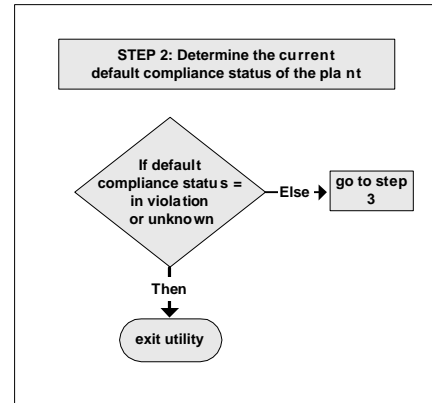 STEP 2: Determine the current
default compliance status of the plant
If default
compliance status =
in violation
or unknown
Else
go to step
3
Then
exit utility